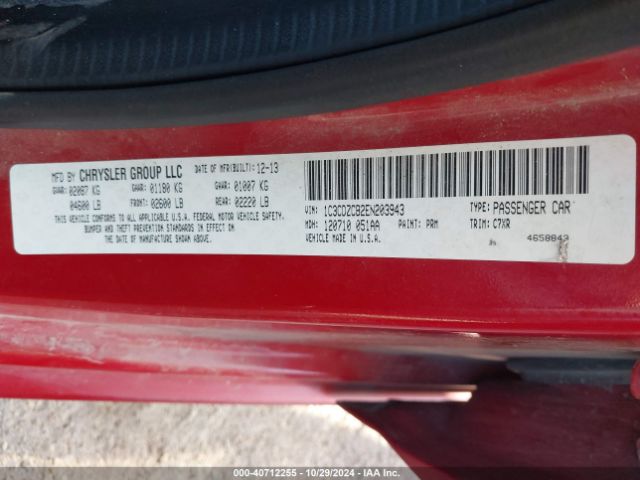 MFD BY CHRYSLER GROUP LLC DATE OF MFR(BUILT): 12-13
GVWR: 02087 KG GAWR: 01180 KG GAWR: 01007 KG
04600 LB FRONT: 02600 LB REAR: 02220 LB
THIS VEHICLE CONFORMS TO ALL APPLICABLE U.S.A. FEDERAL MOTOR VEHICLE SAFETY,
BUMPER AND THEFT PREVENTION STANDARDS IN EFFECT ON
THE DATE OF MANUFACTURE SHOWN ABOVE.
VIN: 1C3CDZCB2EN203943 TYPE: PASSENGER CAR
MDH: 120710 051AA PAINT: PRM TRIM: C7XR
VEHICLE MADE IN U.S.A. 4658843
000-40712255 - 10/29/2024 - IAA Inc.